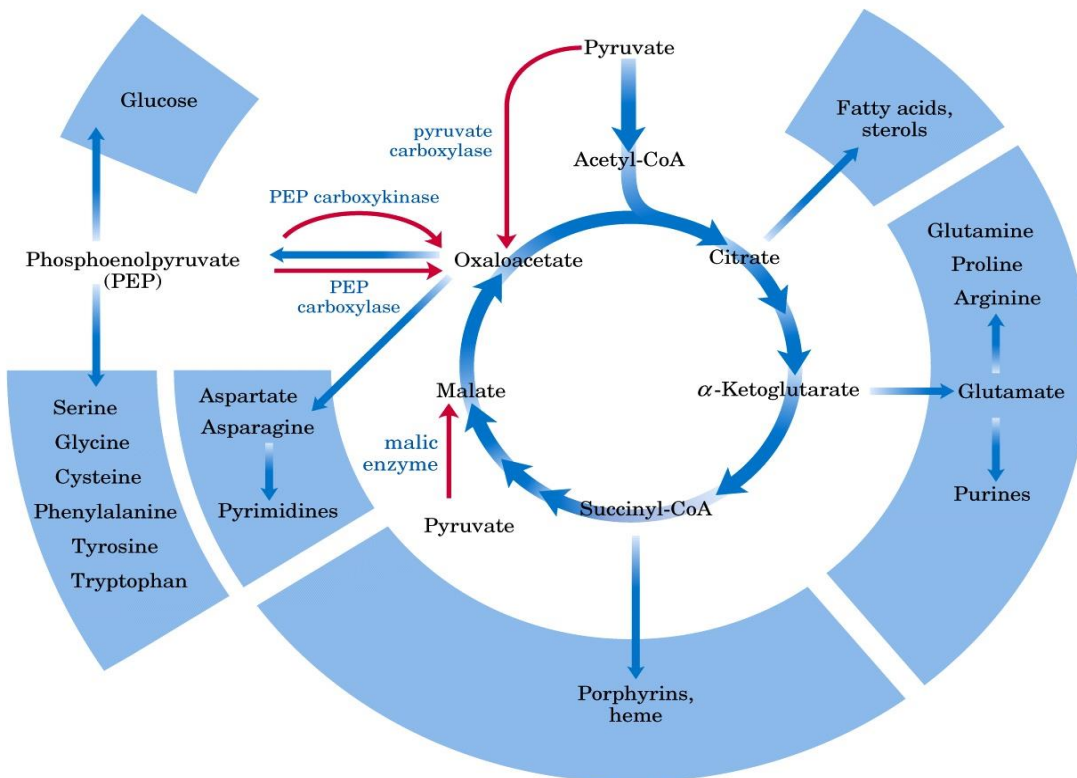 Pyruvate
Glucose
Fatty acids,
sterols
pyruvate
carboxylase
Acetyl-CoA
PEP carboxykinase
Phosphoenolpyruvate
(PEP)
Oxaloacetate
Citrate
PEP
carboxylase
Glutamine
Proline
Arginine
Malate
α-Ketoglutarate
Glutamate
Aspartate
Asparagine
Pyrimidines
Serine
Glycine
Cysteine
Phenylalanine
Tyrosine
Tryptophan
malic
enzyme
Pyruvate
Succinyl-CoA
Purines
Porphyrins,
heme